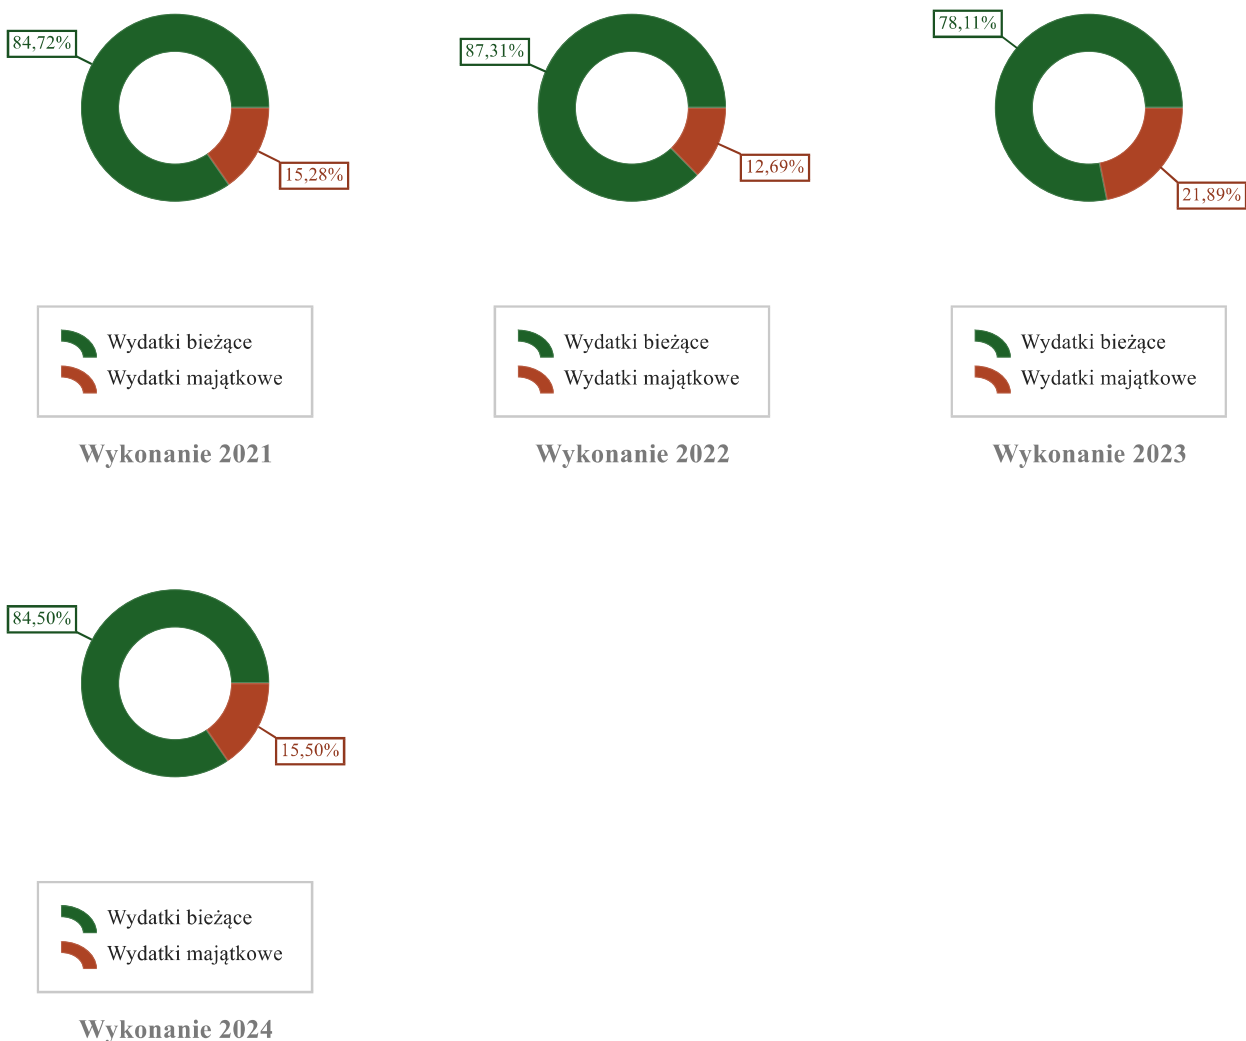 84,72%
15,28%
Wydatki bieżące
Wydatki majątkowe
Wykonanie 2021
87,31%
12,69%
Wydatki bieżące
Wydatki majątkowe
Wykonanie 2022
78,11%
21,89%
Wydatki bieżące
Wydatki majątkowe
Wykonanie 2023
84,50%
15,50%
Wydatki bieżące
Wydatki majątkowe
Wykonanie 2024